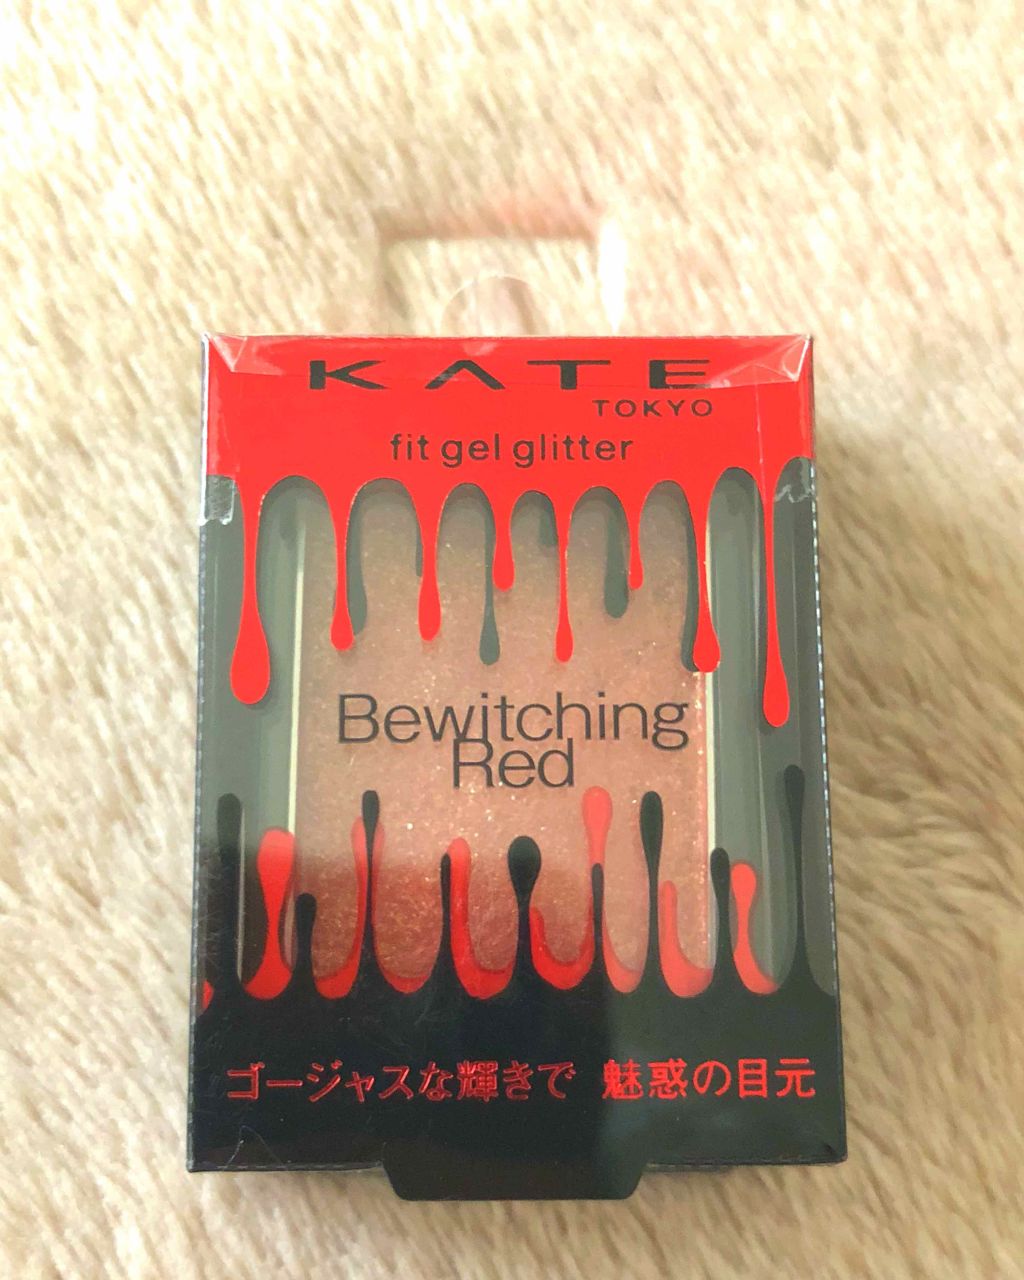 KATE
TOKYO
fit gel glitter
Bewitching
Red
ゴージャスな輝きで 魅惑の目元